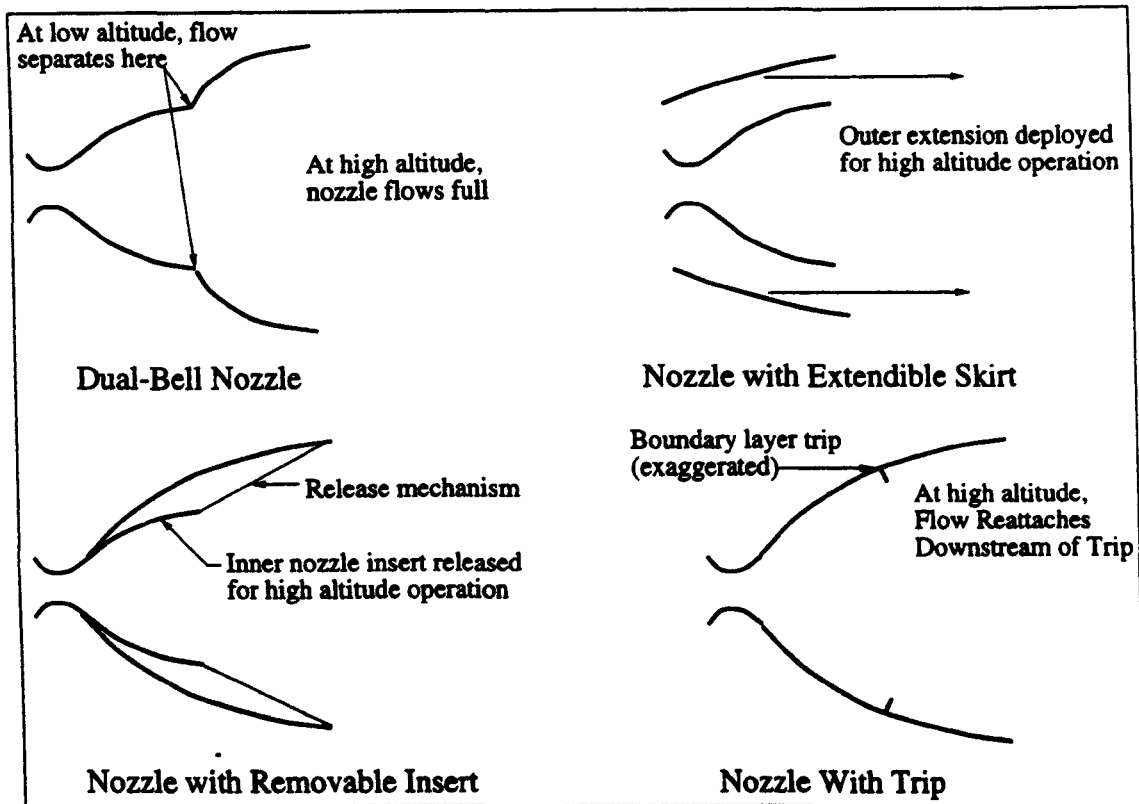 At low altitude, flow
separates here
At high altitude,
nozzle flows full
Dual-Bell Nozzle
Outer extension deployed
for high altitude operation
Nozzle with Extendible Skirt
Release mechanism
Inner nozzle insert released
for high altitude operation
Nozzle with Removable Insert
Boundary layer trip
(exaggerated)
At high altitude,
Flow Reattaches
Downstream of Trip
Nozzle With Trip